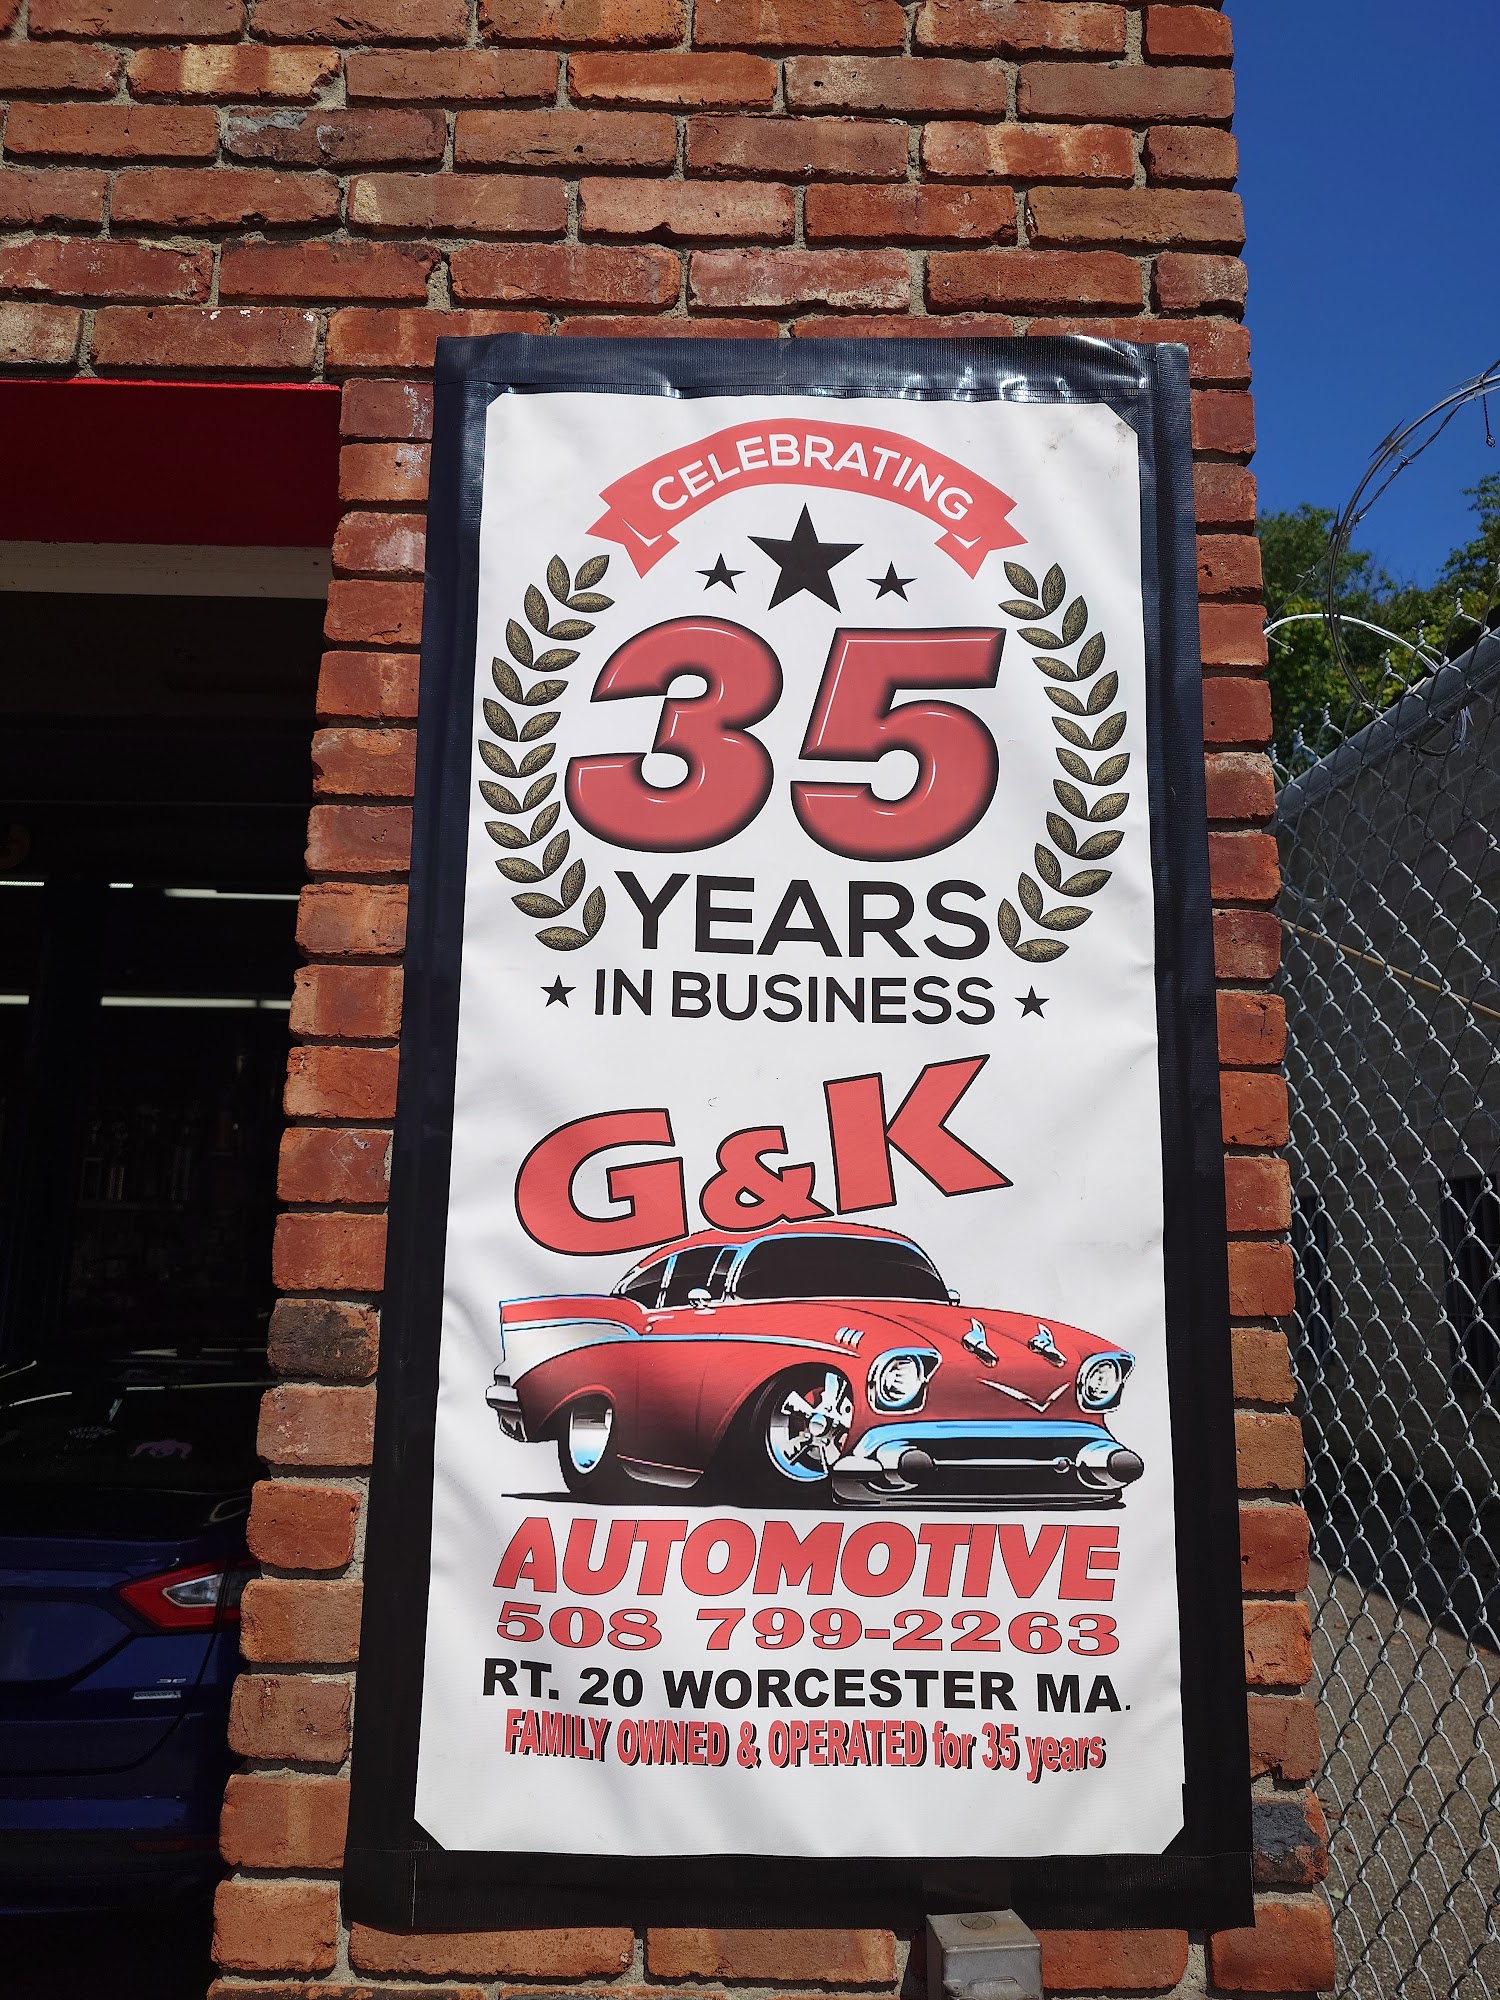 CELEBRATING
35
YEARS
IN BUSINESS
G&K
AUTOMOTIVE
508 799-2263
RT. 20 WORCESTER MA.
FAMILY OWNED & OPERATED for 35 years